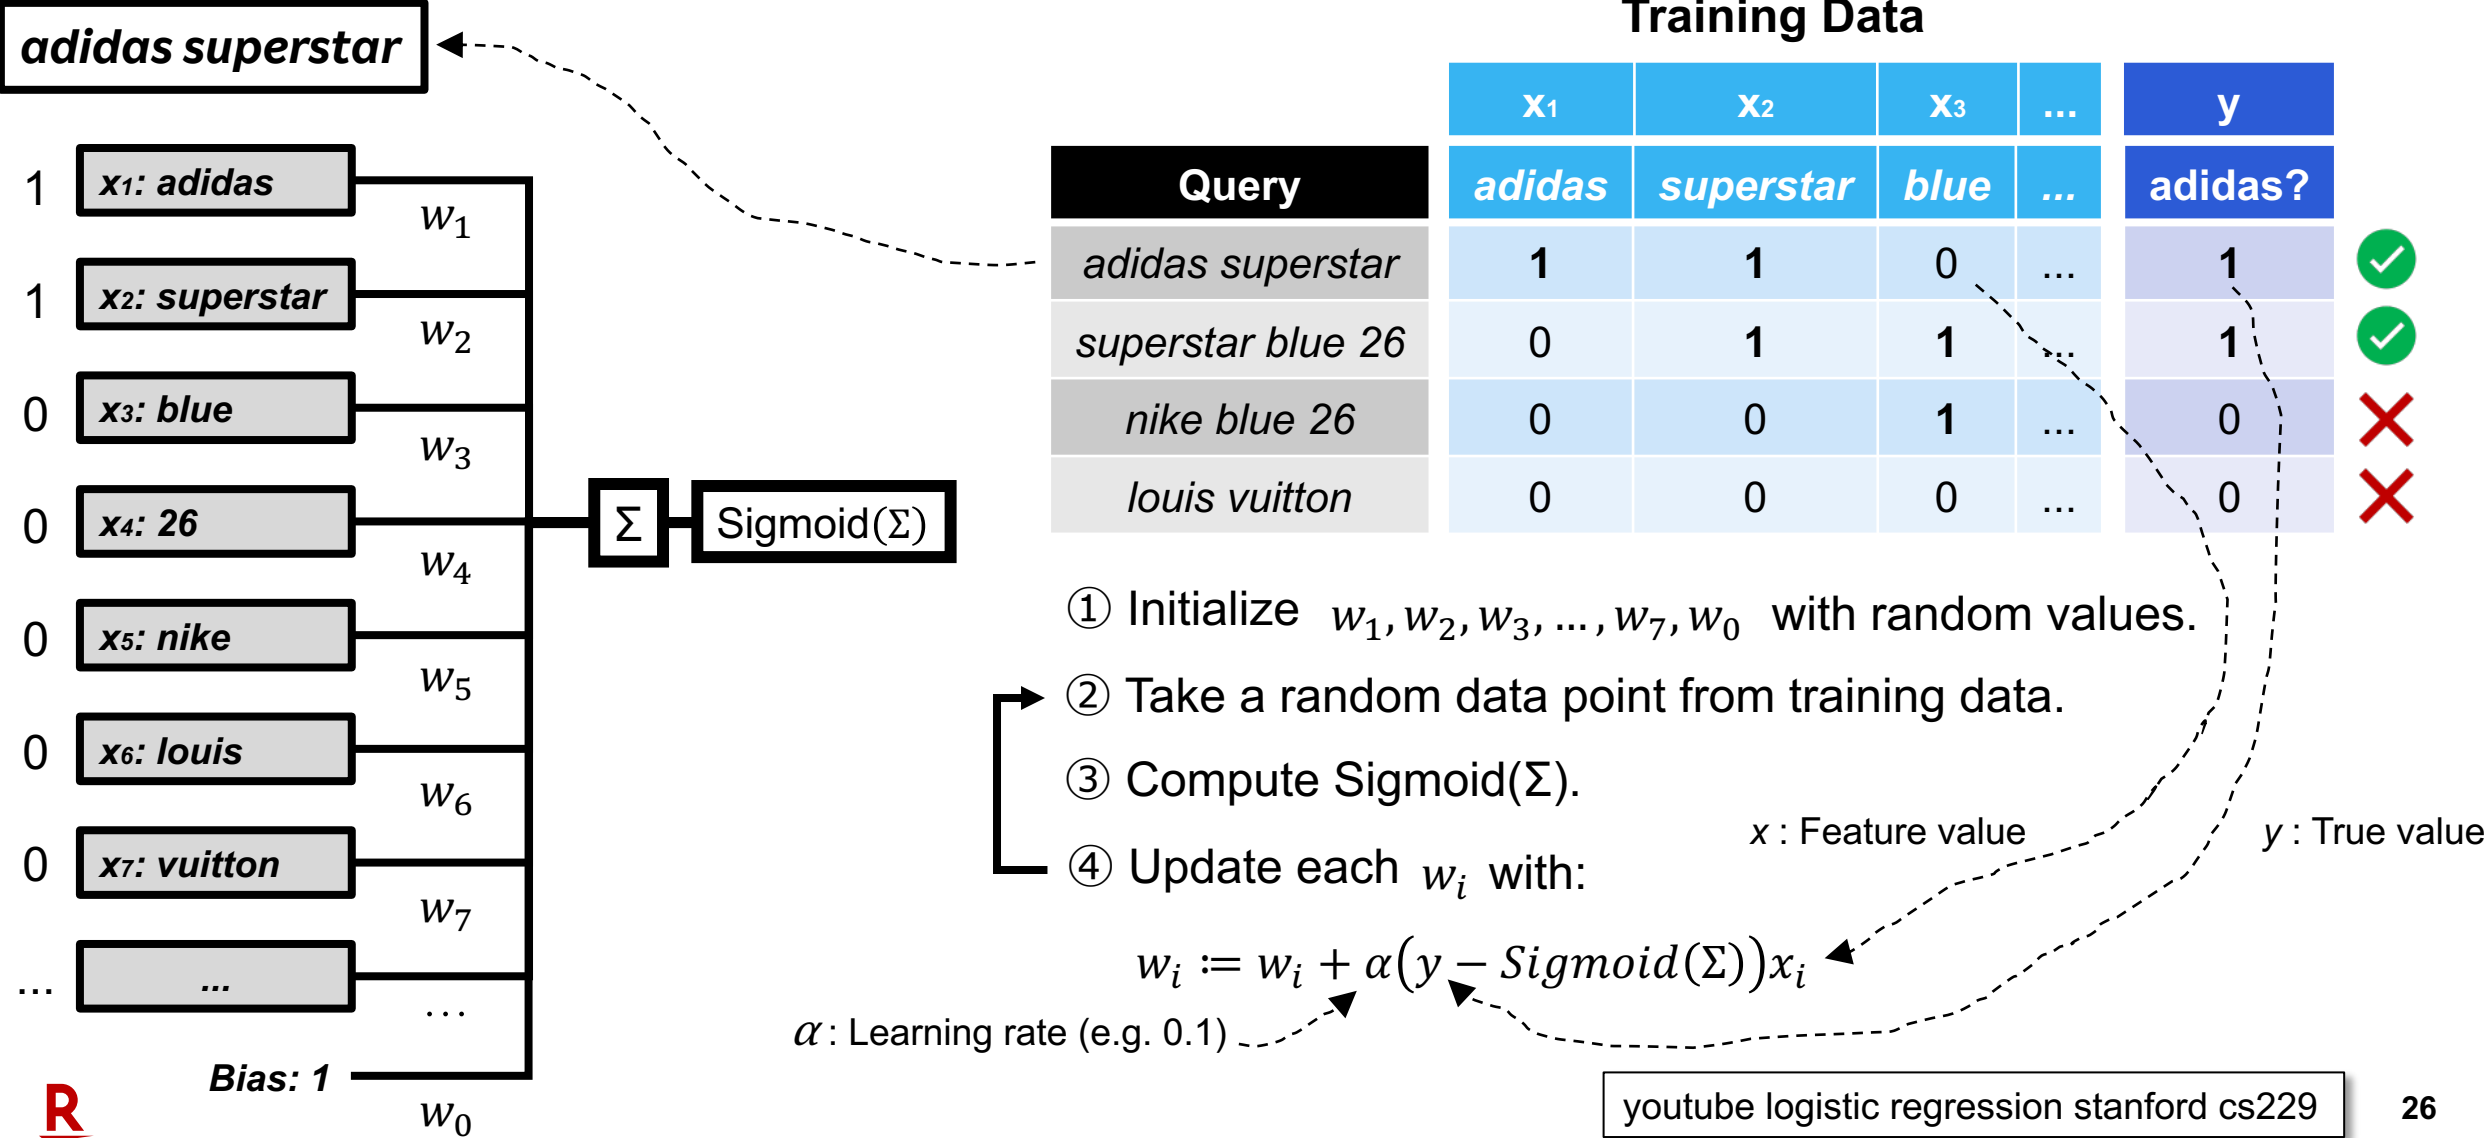 adidas superstar
1 x1: adidas
w1
1 x2: superstar
w2
0 x3: blue
w3
0 x4: 26
w4
0 x5: nike
w5
0 x6: louis
w6
0 x7: vuitton
w7
... ...
...
Bias: 1
w0
Σ Sigmoid(Σ)
R
Training Data
x1 x2 x3 ... y
Query adidas superstar blue ... adidas?
adidas superstar 1 1 0 ... 1
superstar blue 26 0 1 1 ... 1
nike blue 26 0 0 1 ... 0
louis vuitton 0 0 0 ... 0
① Initialize w1, w2, w3, ... , w7, w0 with random values.
② Take a random data point from training data.
③ Compute Sigmoid(Σ).
x : Feature value
y : True value
④ Update each wi with:
wi := wi + α(y − Sigmoid(Σ))xi
α : Learning rate (e.g. 0.1)
youtube logistic regression stanford cs229
26